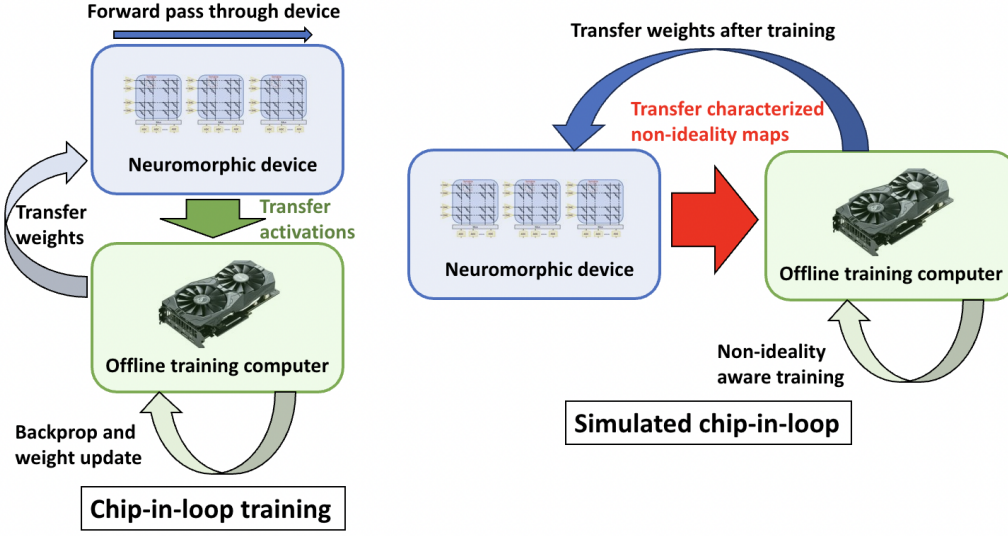 Forward pass through device
Neuromorphic device
Transfer
weights
Transfer
activations
Offline training computer
Backprop and
weight update
Chip-in-loop training
Transfer weights after training
Transfer characterized
non-ideality maps
Neuromorphic device
Offline training computer
Non-ideality
aware training
Simulated chip-in-loop